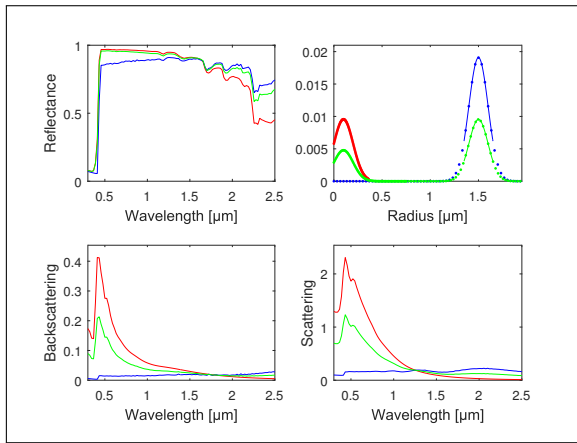 Reflectance
1
0.5
0
0.5 1 1.5 2 2.5
Wavelength [μm]
0.02
0.015
0.01
0.005
0
0 0.5 1 1.5
Radius [μm]
Backscattering
0.4
0.3
0.2
0.1
0
0.5 1 1.5 2 2.5
Wavelength [μm]
Scattering
2
1
0
0.5 1 1.5 2 2.5
Wavelength [μm]